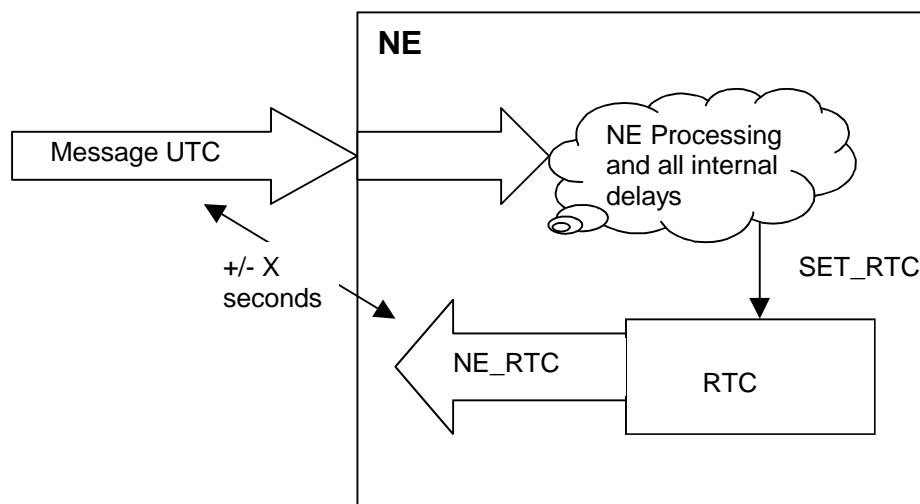 NE
Message UTC
NE Processing
and all internal
delays
+/- X
seconds
SET_RTC
NE_RTC
RTC